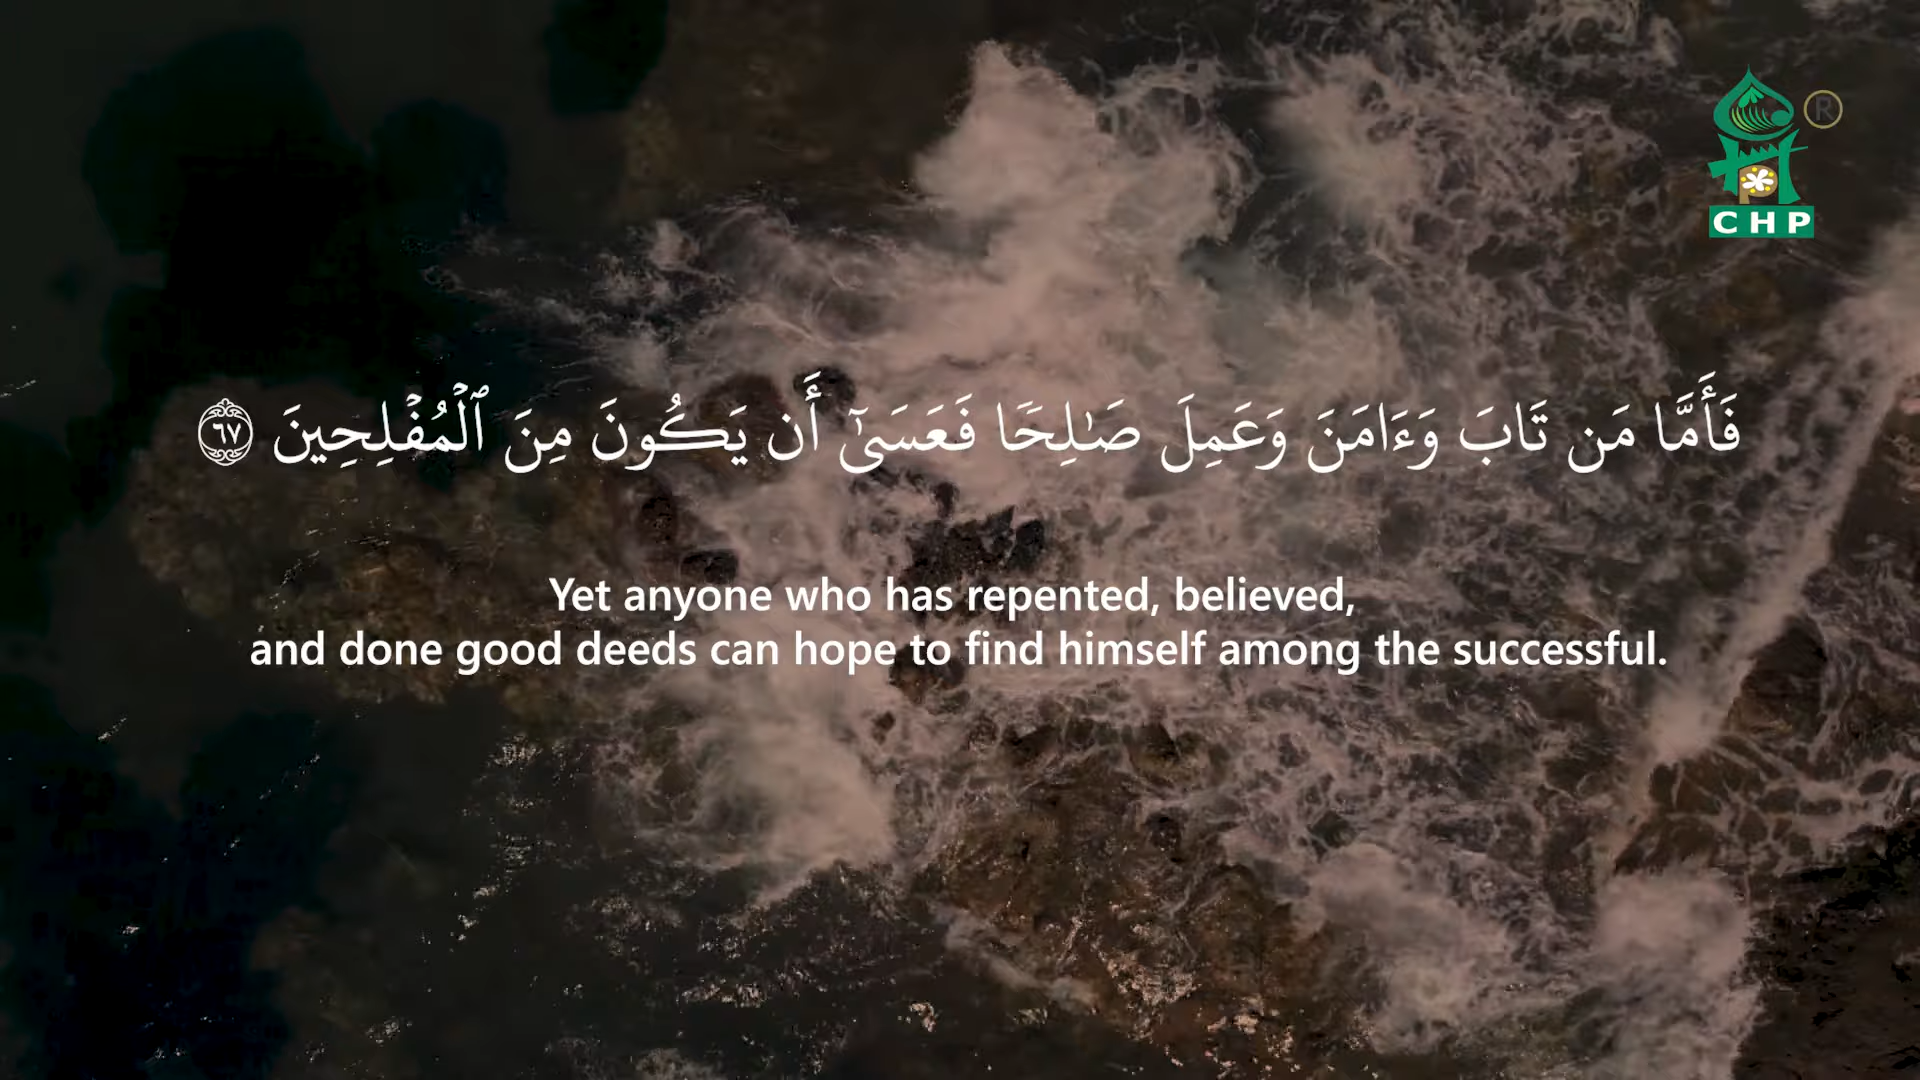 ®
CHP
فَأَمَّا مَن تَابَ وَءَامَنَ وَعَمِلَ صَـٰلِحًا فَعَسَىٰٓ أَن يَكُونَ مِنَ ٱلْمُفْلِحِينَ ٦٧
Yet anyone who has repented, believed,
and done good deeds can hope to find himself among the successful.